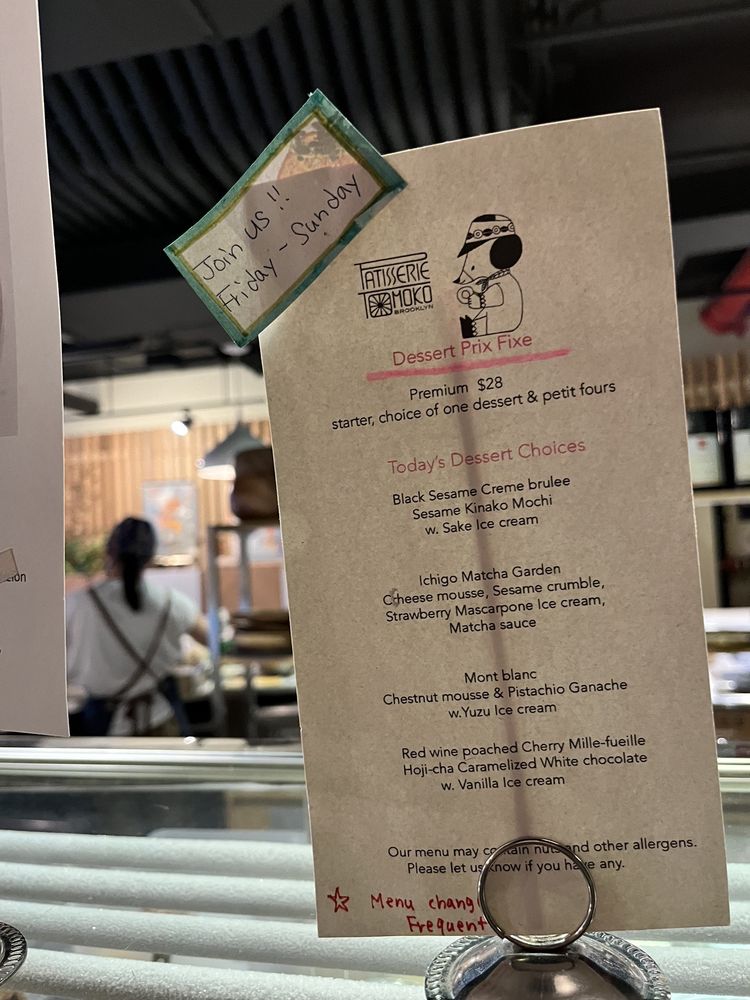 Join us!!
Friday - Sunday
PATISSERIE
TOMOKO
BROOKLYN
Dessert Prix Fixe
Premium $28
starter, choice of one dessert & petit fours
Today's Dessert Choices
Black Sesame Creme brulee
Sesame Kinako Mochi
w. Sake Ice cream
Ichigo Matcha Garden
Cheese mousse, Sesame crumble,
Strawberry Mascarpone Ice cream,
Matcha sauce
Mont blanc
Chestnut mousse & Pistachio Ganache
w.Yuzu Ice cream
Red wine poached Cherry Mille-fueille
Hoji-cha Caramelized White chocolate
w. Vanilla Ice cream
Our menu may contain nuts and other allergens.
Please let us know if you have any.
☆ Menu chang
Frequent